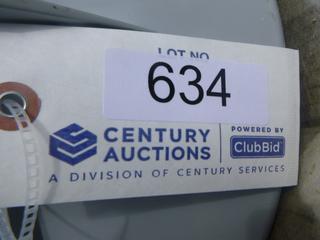 LOT NO.
634
CENTURY AUCTIONS
POWERED BY
ClubBid
A DIVISION OF CENTURY SERVICES